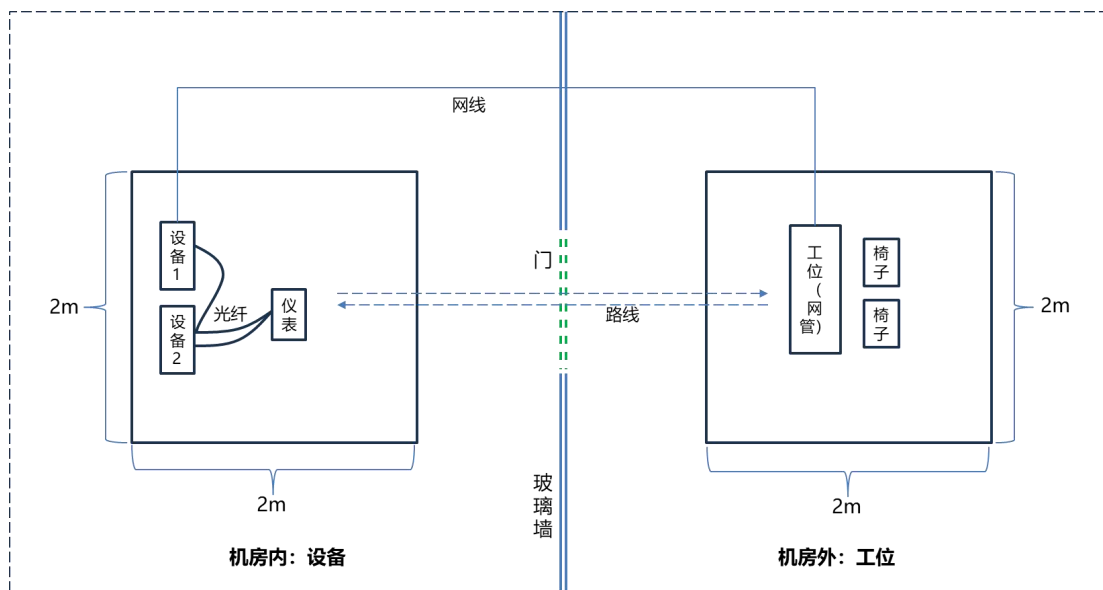 网线
设备1
门
工位（网管）
椅子
2m
光纤
仪表
2m
设备2
路线
椅子
2m
2m
玻璃墙
机房内：设备
机房外：工位